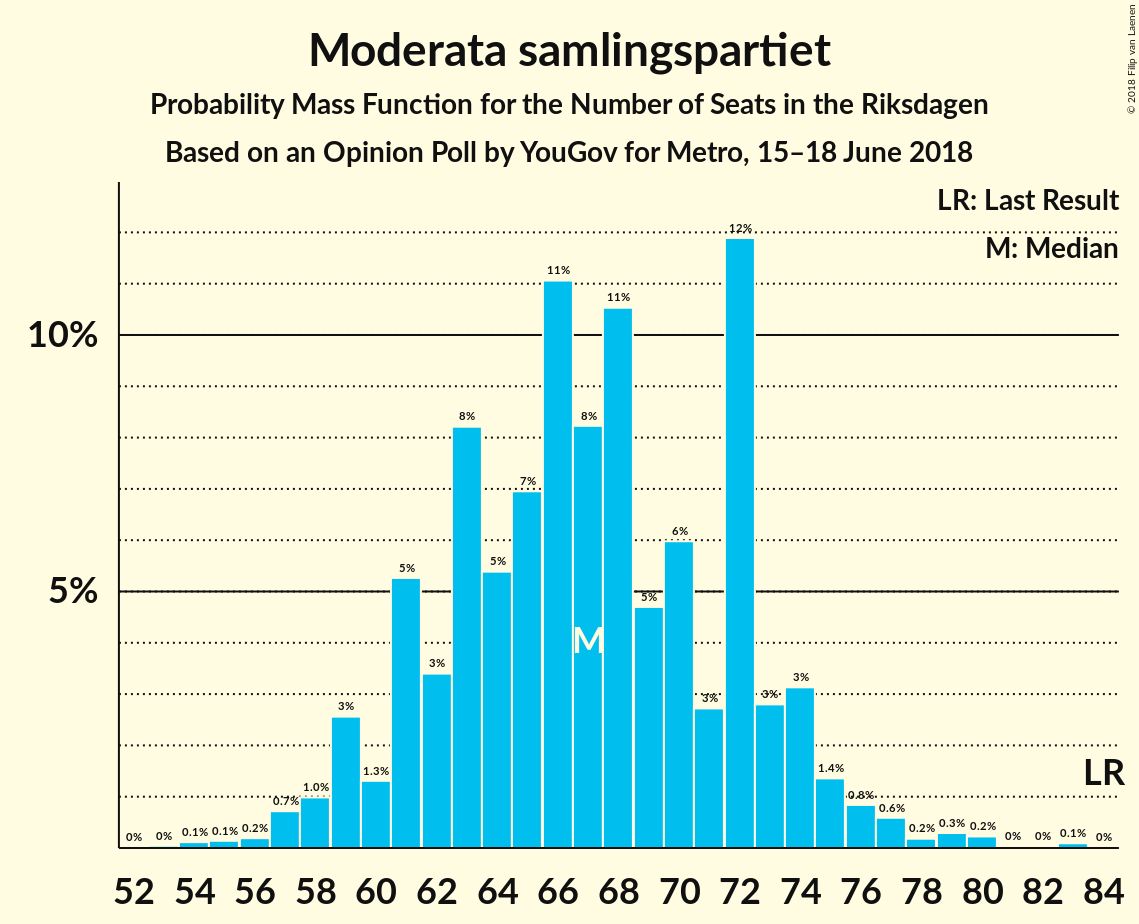 Moderata samlingspartiet
Probability Mass Function for the Number of Seats in the Riksdagen
Based on an Opinion Poll by YouGov for Metro, 15–18 June 2018
© 2018 Filip van Laenen
LR: Last Result
M: Median
10%
5%
0% 0% 0.1% 0.1% 0.2% 0.7% 1.0% 3% 1.3% 5% 3% 8% 5% 7% 11% 8% 11% 5% 6% 3% 12% 3% 3% 1.4% 0.8% 0.6% 0.2% 0.3% 0.2% 0% 0% 0.1% 0%
M
LR
52 54 56 58 60 62 64 66 68 70 72 74 76 78 80 82 84